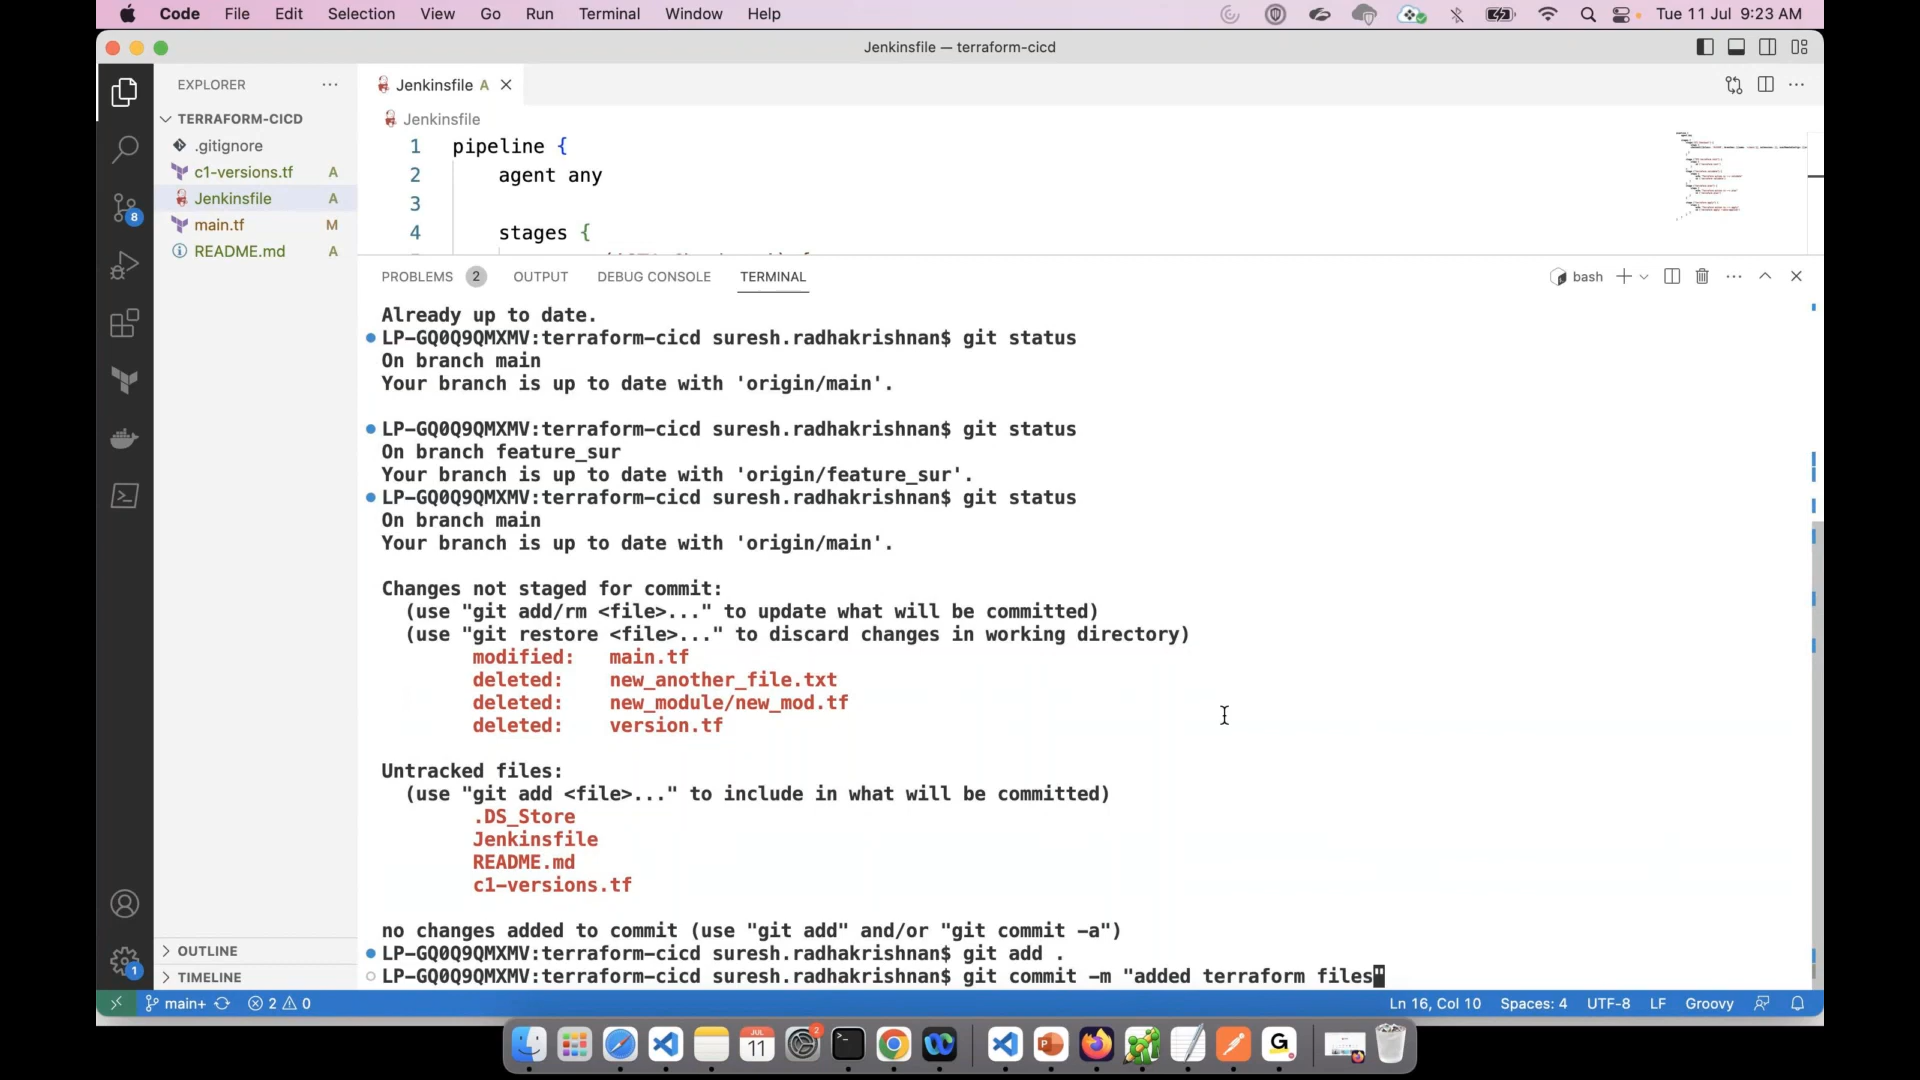 Code File Edit Selection View Go Run Terminal Window Help
2
Tue 11 Jul 9:23 AM
Jenkinsfile — terraform-cicd
EXPLORER
TERRAFORM-CICD
.gitignore
c1-versions.tf A
Jenkinsfile A
main.tf M
README.md A
8
OUTLINE
TIMELINE
1
Jenkinsfile A
Jenkinsfile
1 pipeline {
2 agent any
3
4 stages {
PROBLEMS 2 OUTPUT DEBUG CONSOLE TERMINAL
bash
Already up to date.
LP-GQ0Q9QMXMV:terraform-cicd suresh.radhakrishnan$ git status
On branch main
Your branch is up to date with 'origin/main'.
LP-GQ0Q9QMXMV:terraform-cicd suresh.radhakrishnan$ git status
On branch feature_sur
Your branch is up to date with 'origin/feature_sur'.
LP-GQ0Q9QMXMV:terraform-cicd suresh.radhakrishnan$ git status
On branch main
Your branch is up to date with 'origin/main'.
Changes not staged for commit:
(use "git add/rm <file>..." to update what will be committed)
(use "git restore <file>..." to discard changes in working directory)
modified: main.tf
deleted: new_another_file.txt
deleted: new_module/new_mod.tf
deleted: version.tf
Untracked files:
(use "git add <file>..." to include in what will be committed)
.DS_Store
Jenkinsfile
README.md
c1-versions.tf
no changes added to commit (use "git add" and/or "git commit -a")
LP-GQ0Q9QMXMV:terraform-cicd suresh.radhakrishnan$ git add .
LP-GQ0Q9QMXMV:terraform-cicd suresh.radhakrishnan$ git commit -m "added terraform files"
main+ 2 0
Ln 16, Col 10 Spaces: 4 UTF-8 LF Groovy
JUL
11